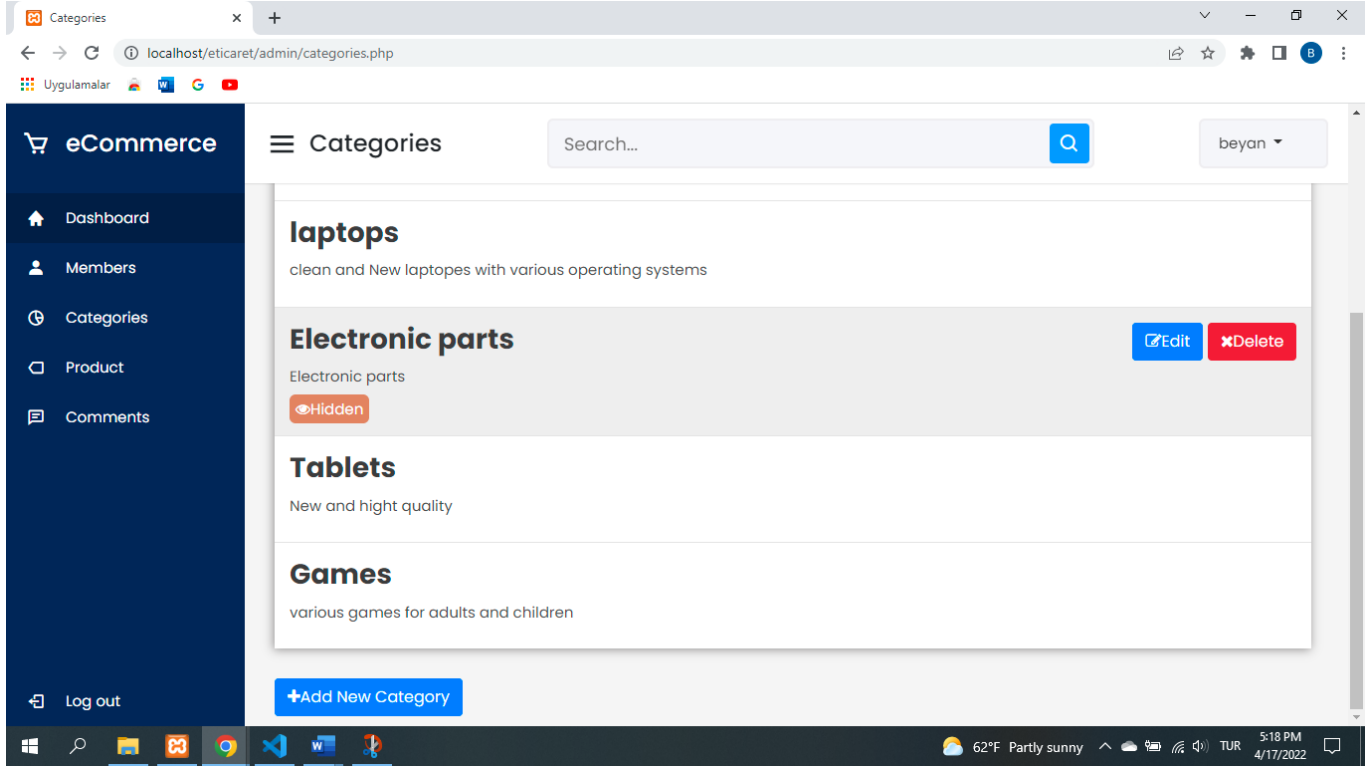 Categories
localhost/eticaret/admin/categories.php
B
Uygulamalar
eCommerce
Categories
Search...
beyan
Dashboard
Members
Categories
Product
Comments
Log out
laptops
clean and New laptopes with various operating systems
Electronic parts
Edit
Delete
Electronic parts
Hidden
Tablets
New and hight quality
Games
various games for adults and children
+Add New Category
62°F Partly sunny
TUR
5:18 PM
4/17/2022